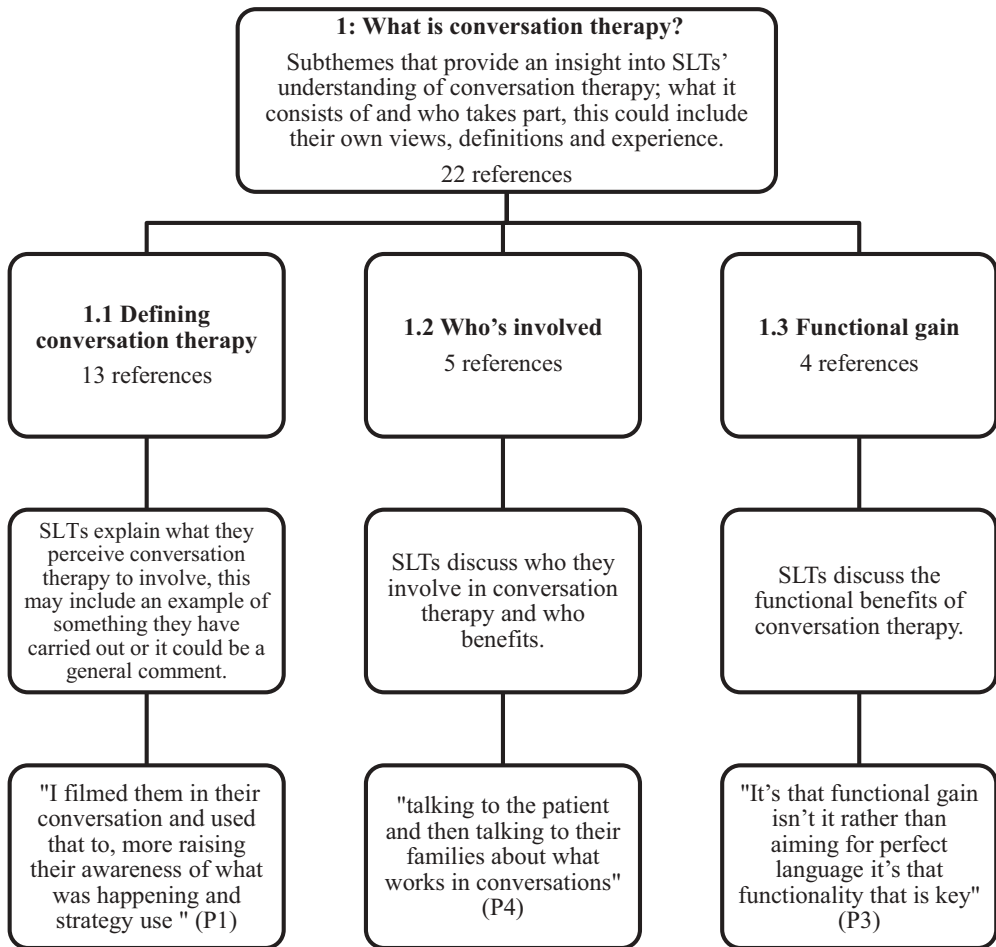 1: What is conversation therapy?
Subthemes that provide an insight into SLTs’
understanding of conversation therapy; what it
consists of and who takes part, this could include
their own views, definitions and experience.
22 references
1.1 Defining
conversation therapy
13 references
1.2 Who’s involved
5 references
1.3 Functional gain
4 references
SLTs explain what they
perceive conversation
therapy to involve, this
may include an example of
something they have
carried out or it could be a
general comment.
SLTs discuss who they
involve in conversation
therapy and who
benefits.
SLTs discuss the
functional benefits of
conversation therapy.
"I filmed them in their
conversation and used
that to, more raising
their awareness of what
was happening and
strategy use " (P1)
"talking to the patient
and then talking to their
families about what
works in conversations"
(P4)
"It’s that functional gain
isn’t it rather than
aiming for perfect
language it’s that
functionality that is key"
(P3)